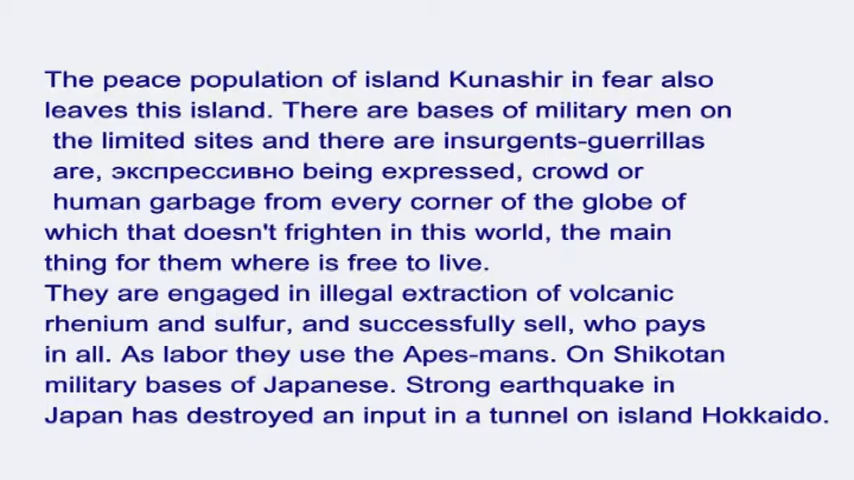 The peace population of island Kunashir in fear also
leaves this island. There are bases of military men on
the limited sites and there are insurgents-guerrillas
are, экспрессивно being expressed, crowd or
human garbage from every corner of the globe of
which that doesn't frighten in this world, the main
thing for them where is free to live.
They are engaged in illegal extraction of volcanic
rhenium and sulfur, and successfully sell, who pays
in all. As labor they use the Apes-mans. On Shikotan
military bases of Japanese. Strong earthquake in
Japan has destroyed an input in a tunnel on island Hokkaido.